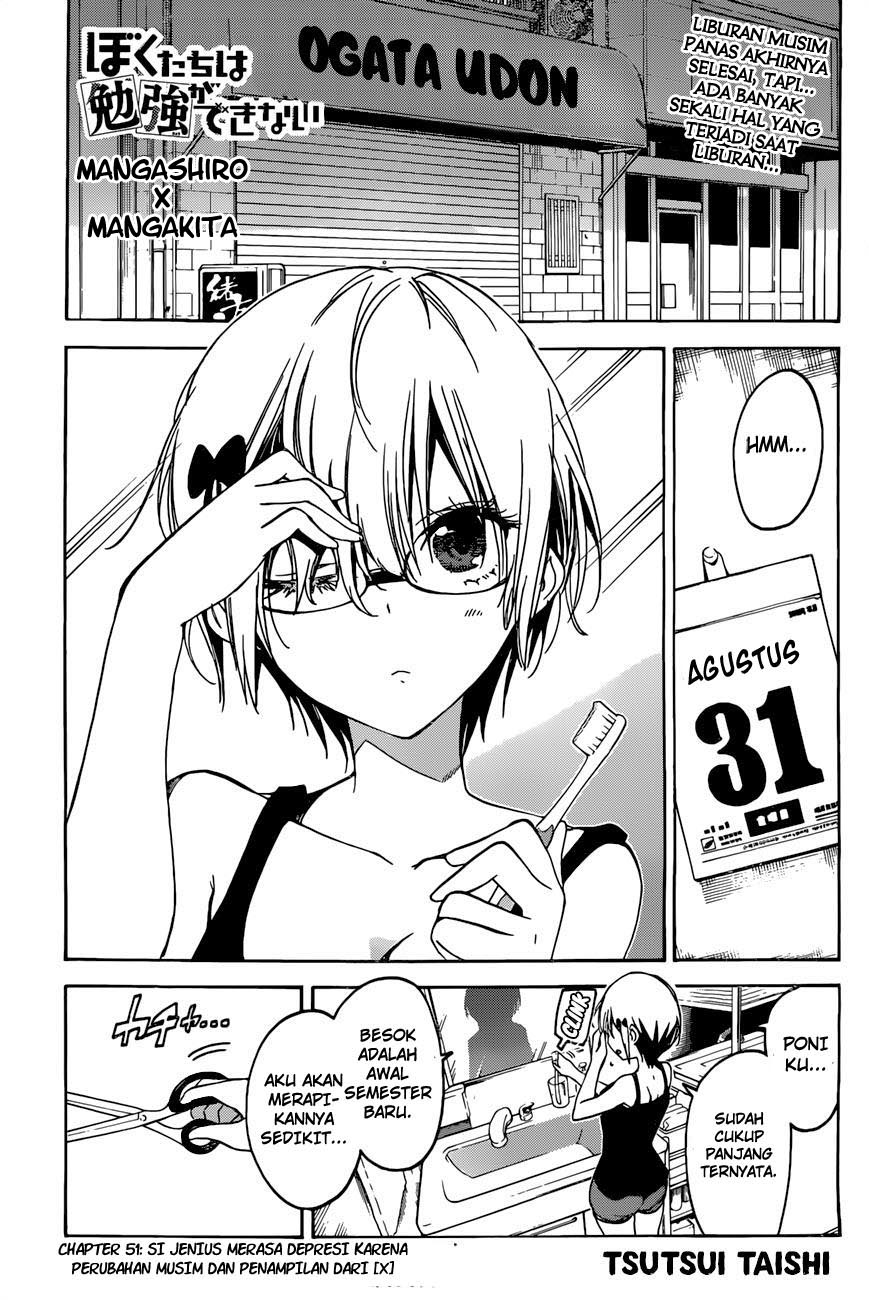 ぼくたちは
勉強ができない
MANGASHIRO
X
MANGAKITA
OGATA UDON
LIBURAN MUSIM
PANAS AKHIRNYA
SELESAI, TAPI...
ADA BANYAK
SEKALI HAL YANG
TERJADI SAAT
LIBURAN...
HMM...
AGUSTUS
31
PONI
KU...
SUDAH
CUKUP
PANJANG
TERNYATA.
CLINK
BESOK
ADALAH
AWAL
SEMESTER
BARU.
AKU AKAN
MERAPI-
KANNYA
SEDIKIT...
CHAPTER 51: SI JENIUS MERASA DEPRESI KARENA
PERUBAHAN MUSIM DAN PENAMPILAN DARI [X]
TSUTSUI TAISHI